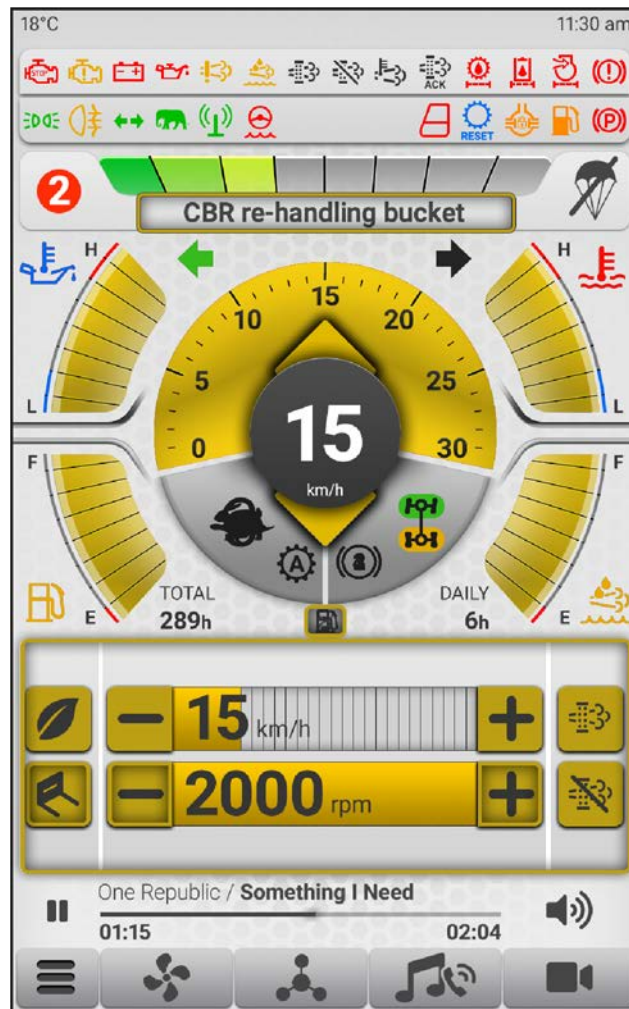 18°C 11:30 am
STOP
ACK
RESET (P)
2
CBR re-handling bucket
H H
15
10 20
5 25
L L
0 30
15
km/h
F F
A
TOTAL DAILY
289h 6h
E E
15 km/h
2000 rpm
One Republic / Something I Need
01:15 02:04